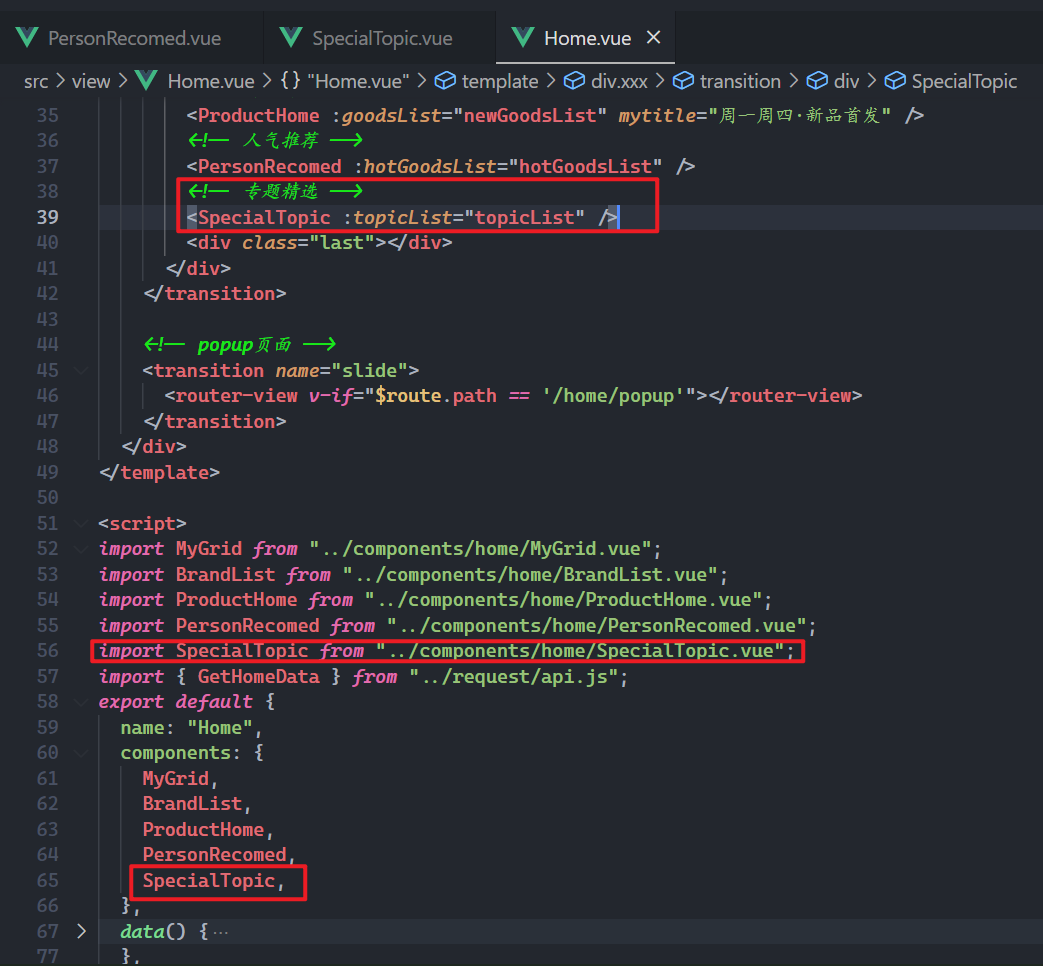 PersonRecomed.vue SpecialTopic.vue Home.vue ×
src > view > Home.vue > {} "Home.vue" > template > div.xxx > transition > div > SpecialTopic
35 <ProductHome :goodsList="newGoodsList" mytitle="周一周四·新品首发" />
36 <!-- 人气推荐 -->
37 <PersonRecomed :hotGoodsList="hotGoodsList" />
38 <!-- 专题精选 -->
39 <SpecialTopic :topicList="topicList" />
40 <div class="last"></div>
41 </div>
42 </transition>
43
44 <!-- popup页面 -->
45 <transition name="slide">
46 <router-view v-if="$route.path == '/home/popup'"></router-view>
47 </transition>
48 </div>
49 </template>
50
51 <script>
52 import MyGrid from "../components/home/MyGrid.vue";
53 import BrandList from "../components/home/BrandList.vue";
54 import ProductHome from "../components/home/ProductHome.vue";
55 import PersonRecomed from "../components/home/PersonRecomed.vue";
56 import SpecialTopic from "../components/home/SpecialTopic.vue";
57 import { GetHomeData } from "../request/api.js";
58 export default {
59 name: "Home",
60 components: {
61 MyGrid,
62 BrandList,
63 ProductHome,
64 PersonRecomed,
65 SpecialTopic,
66 },
67 > data() { ...
77 },